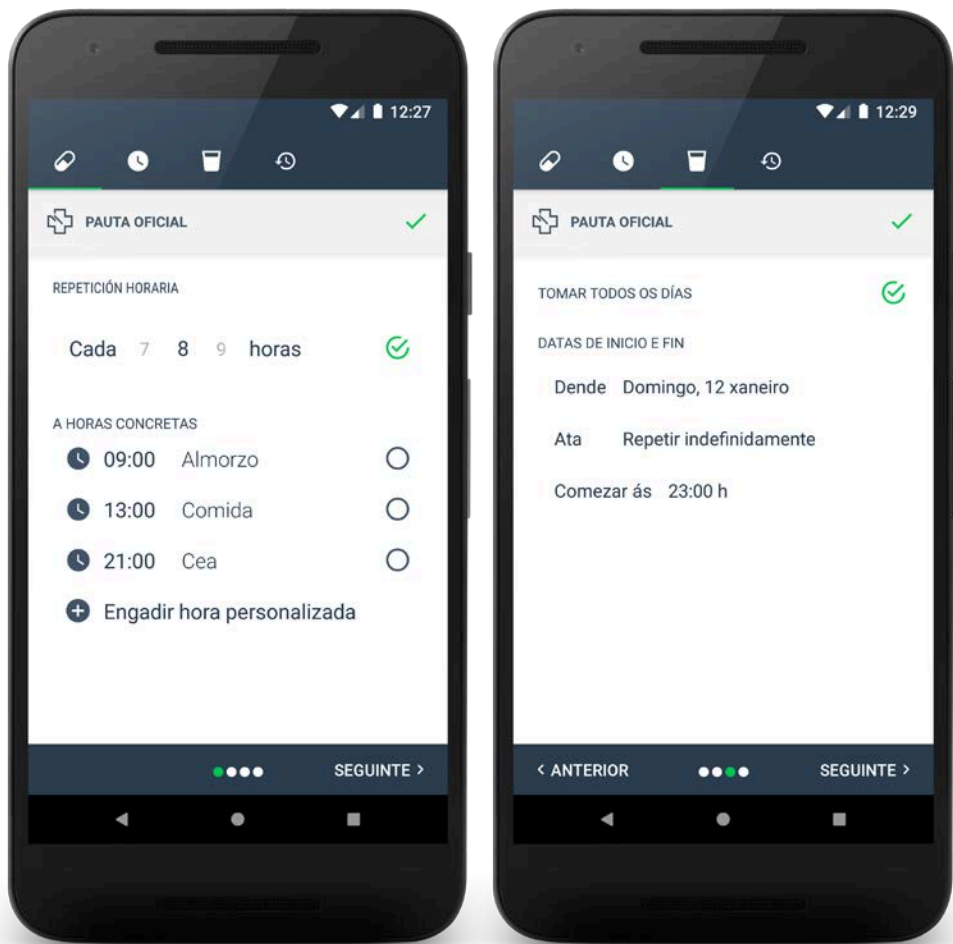 12:27
PAUTA OFICIAL
REPETICIÓN HORARIA
Cada 7 8 9 horas
A HORAS CONCRETAS
09:00 Almorzo
13:00 Comida
21:00 Cea
Engadir hora personalizada
SEGUINTE >
12:29
PAUTA OFICIAL
TOMAR TODOS OS DÍAS
DATAS DE INICIO E FIN
Dende Domingo, 12 xaneiro
Ata Repetir indefinidamente
Comezar ás 23:00 h
< ANTERIOR SEGUINTE >